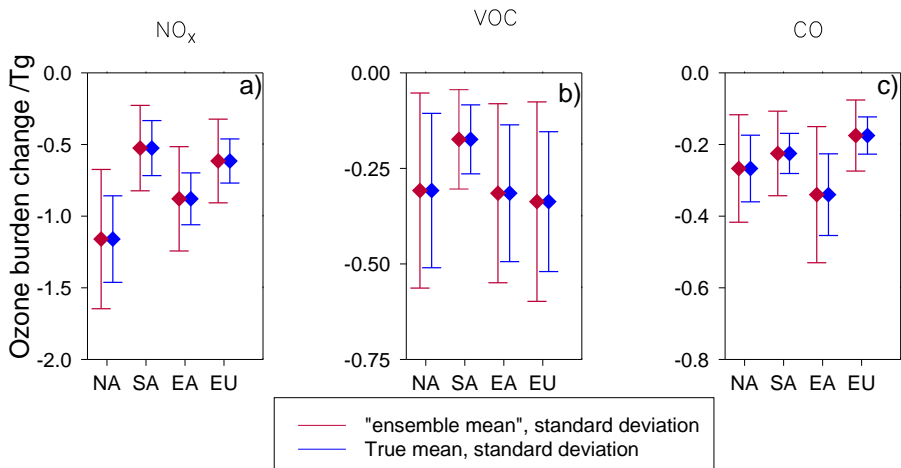 NOx
VOC
CO
Ozone burden change /Tg
0.0
-0.5
-1.0
-1.5
-2.0
a)
NA SA EA EU
0.00
-0.25
-0.50
-0.75
b)
NA SA EA EU
0.0
-0.2
-0.4
-0.6
-0.8
c)
NA SA EA EU
"ensemble mean", standard deviation
True mean, standard deviation